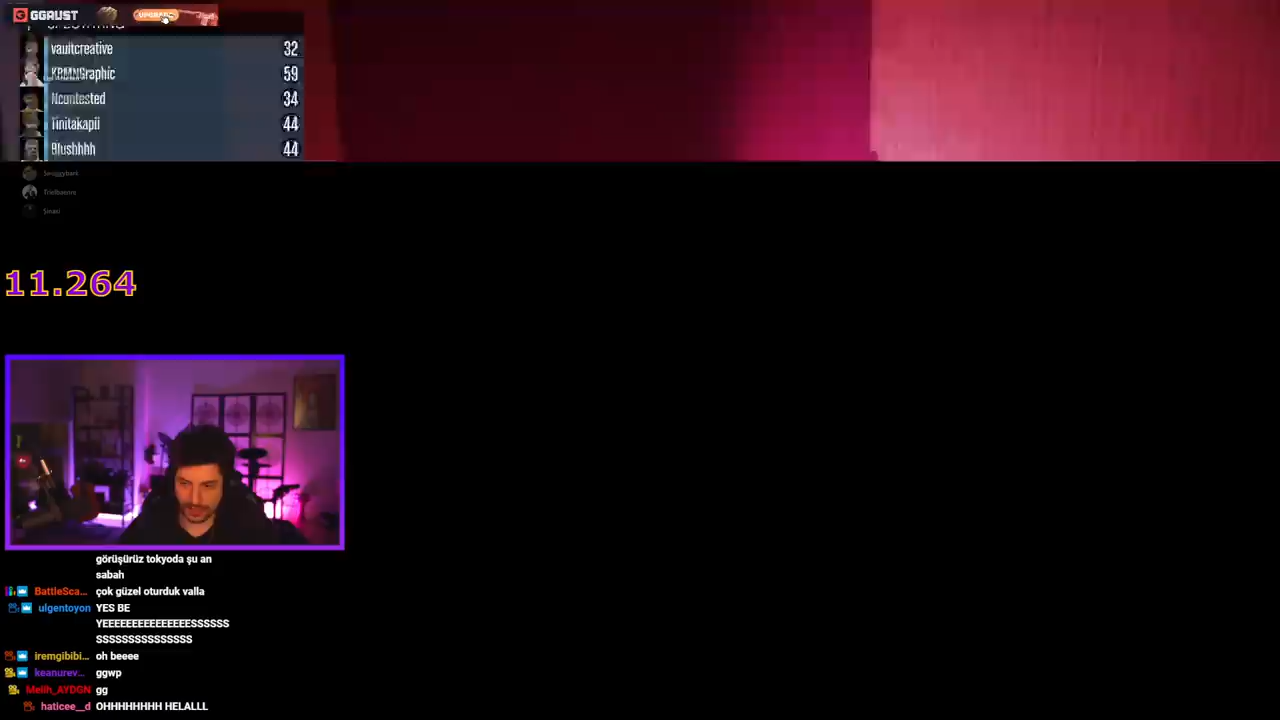 GGRUST
UPGRADE
vaultcreative 32
59
34
Tinitakapii 44
Blushhhh 44
11.264
görüşürüz tokyoda şu an
sabah
BattleSca... çok güzel oturduk valla
ulgentoyon YES BE
YEEEEEEEEEEEEEEESSSSSS
SSSSSSSSSSSSSSS
iremgibibi... oh beeee
keanurev... ggwp
Melih_AYDGN gg
haticee__d OHHHHHHHH HELALLL